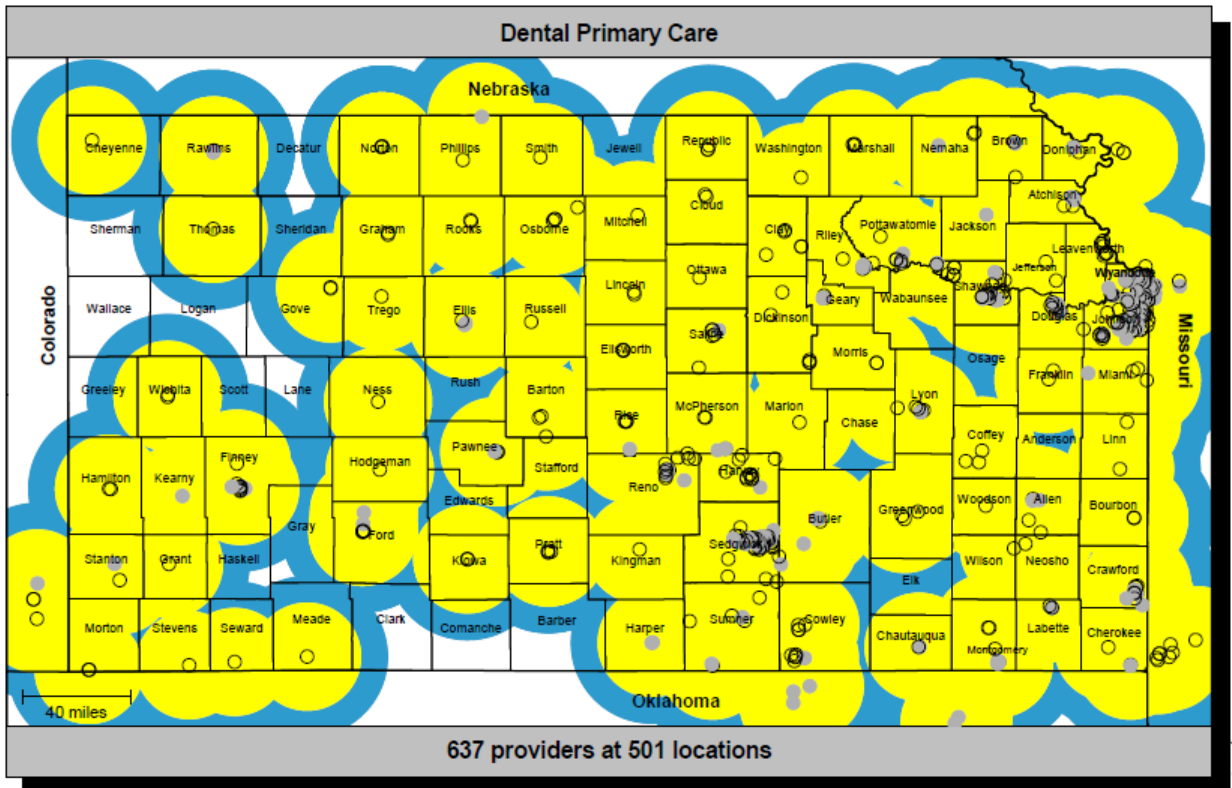 Dental Primary Care
Nebraska
Cheyenne Rawlins Decatur Norton Phillips Smith Jewell Republic Washington Marshall Nemaha Brown Doniphan
Atchison
Sherman Thomas Sheridan Graham Rooks Osborne Mitchell Cloud Clay Riley Pottawatomie Jackson
Leavenworth
Jefferson Wyandotte
Colorado
Wallace Logan Gove Trego Ellis Russell Lincoln Ottawa Dickinson Geary Wabaunsee Shawnee Douglas Johnson
Missouri
Ellsworth Saline Morris Osage Franklin Miami
Greeley Wichita Scott Lane Ness Rush Barton Rice McPherson Marion Chase Lyon Coffey Anderson Linn
Hamilton Kearny Finney Hodgeman Pawnee Stafford Reno Harvey
Gray Ford Edwards Sedgwick Butler Greenwood Woodson Allen Bourbon
Stanton Grant Haskell Kiowa Pratt Kingman Elk Wilson Neosho Crawford
Morton Stevens Seward Meade Clark Comanche Barber Harper Sumner Cowley Chautauqua Montgomery Labette Cherokee
40 miles
Oklahoma
637 providers at 501 locations